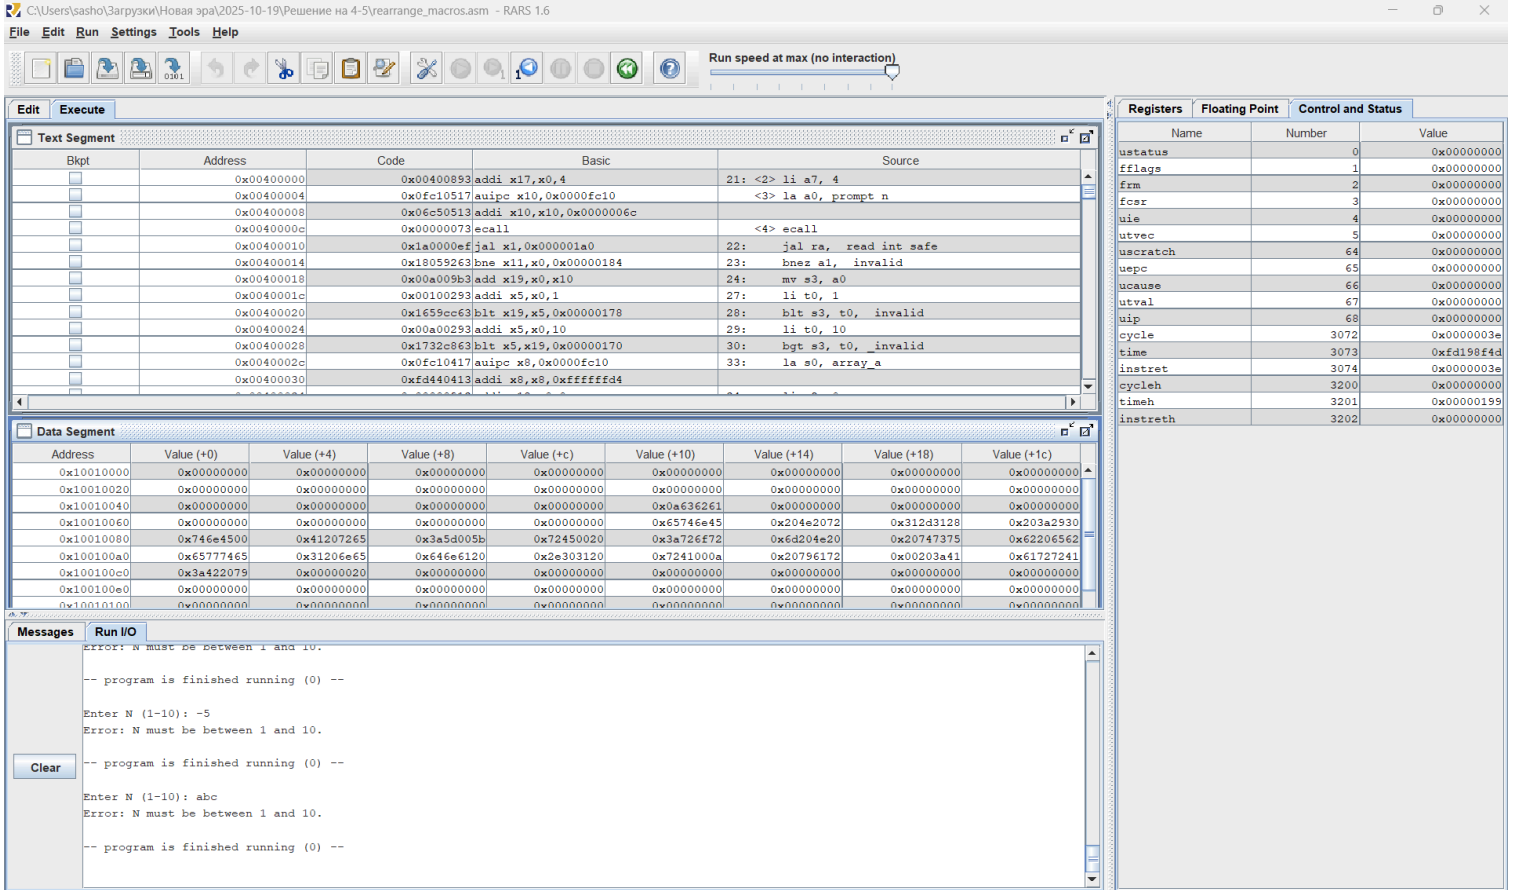 C:\Users\sasho\Загрузки\Новая эра\2025-10-19\Решение на 4-5\rearrange_macros.asm - RARS 1.6
File Edit Run Settings Tools Help
Run speed at max (no interaction)
Edit Execute
Text Segment
Bkpt Address Code Basic Source
0x00400000 0x00400893 addi x17,x0,4 21: <2> li a7, 4
0x00400004 0x0fc10517 auipc x10,0x0000fc10 <3> la a0, prompt_n
0x00400008 0x06c50513 addi x10,x10,0x0000006c
0x0040000c 0x00000073 ecall <4> ecall
0x00400010 0x1a0000ef jal x1,0x000001a0 22: jal ra, read_int_safe
0x00400014 0x18059263 bne x11,x0,0x00000184 23: bnez a1, _invalid
0x00400018 0x00a009b3 add x19,x0,x10 24: mv s3, a0
0x0040001c 0x00100293 addi x5,x0,1 27: li t0, 1
0x00400020 0x1659cc63 blt x19,x5,0x00000178 28: blt s3, t0, _invalid
0x00400024 0x00a00293 addi x5,x0,10 29: li t0, 10
0x00400028 0x1732c863 blt x5,x19,0x00000170 30: bgt s3, t0, _invalid
0x0040002c 0x0fc10417 auipc x8,0x0000fc10 33: la s0, array_a
0x00400030 0xfd440413 addi x8,x8,0xffffffd4
Data Segment
Address Value (+0) Value (+4) Value (+8) Value (+c) Value (+10) Value (+14) Value (+18) Value (+1c)
0x10010000 0x00000000 0x00000000 0x00000000 0x00000000 0x00000000 0x00000000 0x00000000 0x00000000
0x10010020 0x00000000 0x00000000 0x00000000 0x00000000 0x00000000 0x00000000 0x00000000 0x00000000
0x10010040 0x00000000 0x00000000 0x00000000 0x00000000 0x0a636261 0x00000000 0x00000000 0x00000000
0x10010060 0x00000000 0x00000000 0x00000000 0x00000000 0x65746e45 0x204e2072 0x312d3128 0x203a2930
0x10010080 0x746e4500 0x41207265 0x3a5d005b 0x72450020 0x3a726f72 0x6d204e20 0x20747375 0x62206562
0x100100a0 0x65777465 0x31206e65 0x646e6120 0x2e303120 0x7241000a 0x20796172 0x00203a41 0x61727241
0x100100c0 0x3a422079 0x00000020 0x00000000 0x00000000 0x00000000 0x00000000 0x00000000 0x00000000
0x100100e0 0x00000000 0x00000000 0x00000000 0x00000000 0x00000000 0x00000000 0x00000000 0x00000000
0x10010100 0x00000000 0x00000000 0x00000000 0x00000000 0x00000000 0x00000000 0x00000000 0x00000000
Messages Run I/O
Error: N must be between 1 and 10.
-- program is finished running (0) --
Enter N (1-10): -5
Error: N must be between 1 and 10.
-- program is finished running (0) --
Enter N (1-10): abc
Error: N must be between 1 and 10.
-- program is finished running (0) --
Clear
Registers Floating Point Control and Status
Name Number Value
ustatus 0 0x00000000
fflags 1 0x00000000
frm 2 0x00000000
fcsr 3 0x00000000
uie 4 0x00000000
utvec 5 0x00000000
uscratch 64 0x00000000
uepc 65 0x00000000
ucause 66 0x00000000
utval 67 0x00000000
uip 68 0x00000000
cycle 3072 0x0000003e
time 3073 0xfd198f4d
instret 3074 0x0000003e
cycleh 3200 0x00000000
timeh 3201 0x00000199
instreth 3202 0x00000000